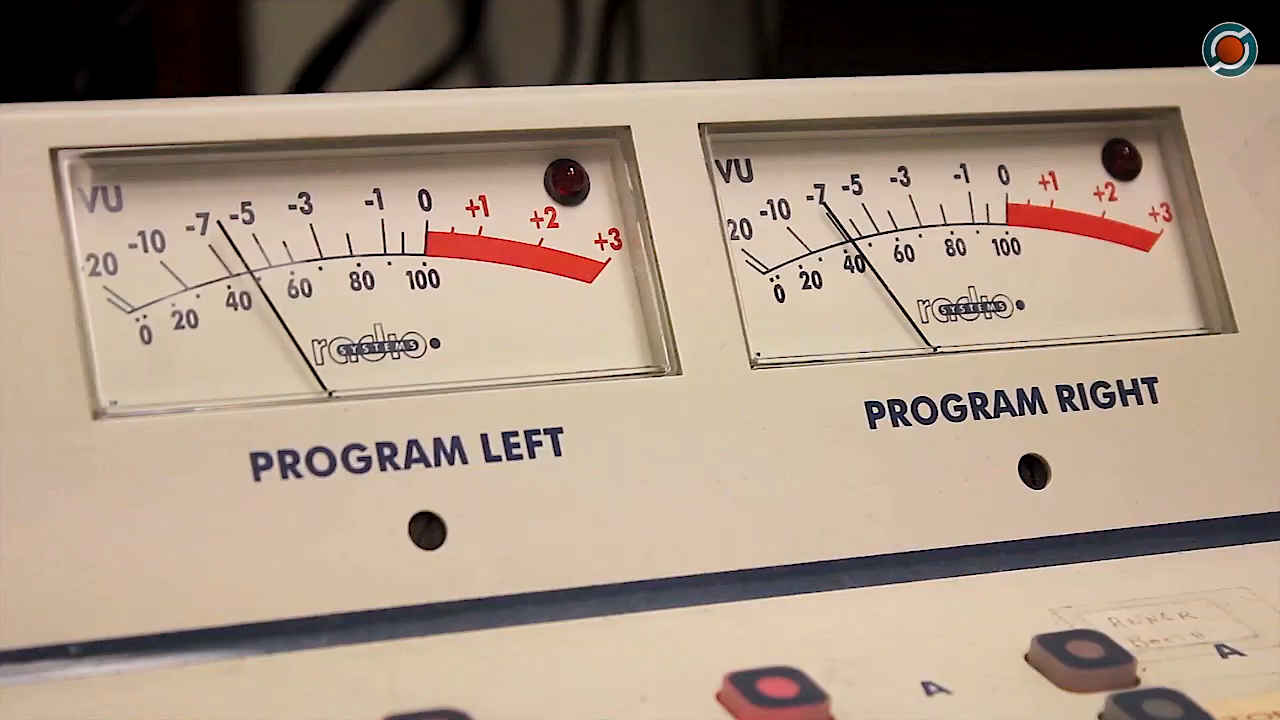 VU
20 -10 -7 -5 -3 -1 0 +1 +2 +3
0 20 40 60 80 100
radio
SYSTEMS
PROGRAM LEFT
VU
20 -10 -7 -5 -3 -1 0 +1 +2 +3
0 20 40 60 80 100
radio
SYSTEMS
PROGRAM RIGHT
A
A